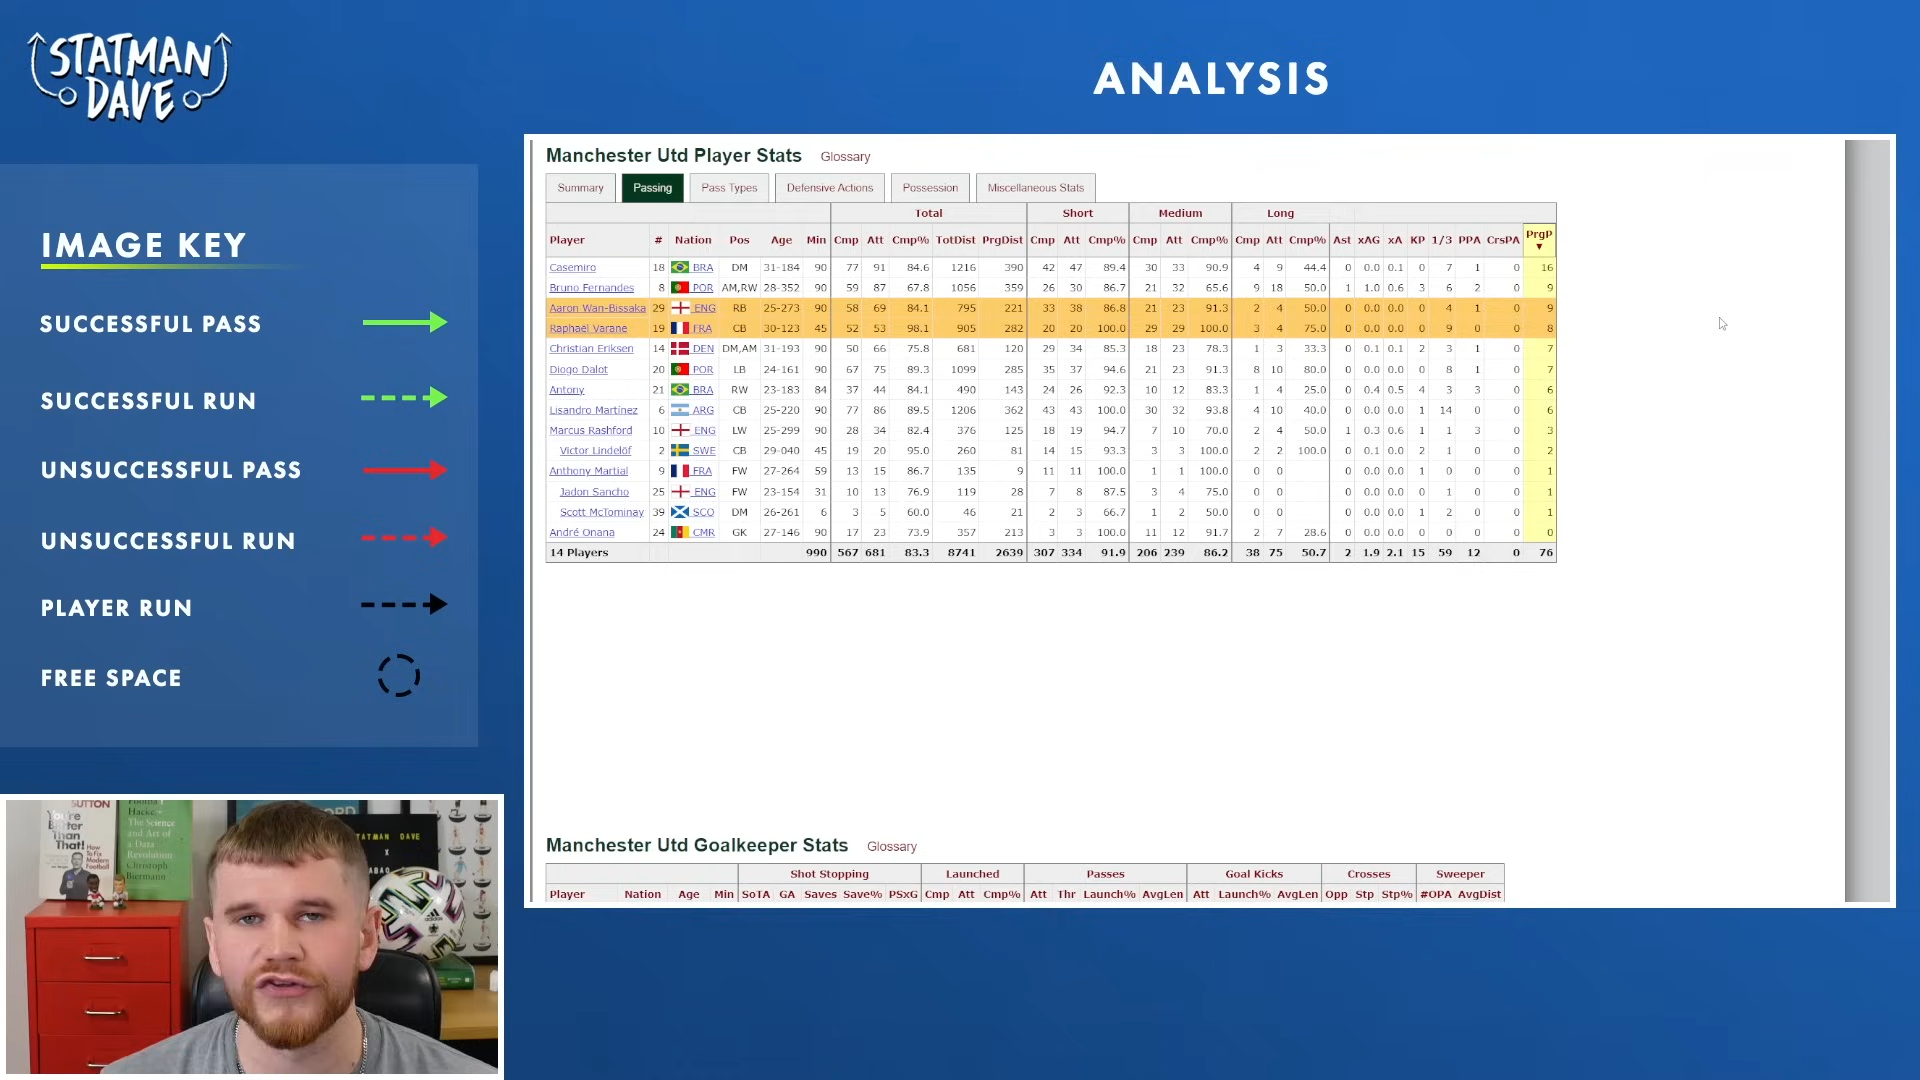 STATMAN
DAVE
ANALYSIS
IMAGE KEY
SUCCESSFUL PASS
SUCCESSFUL RUN
UNSUCCESSFUL PASS
UNSUCCESSFUL RUN
PLAYER RUN
FREE SPACE
Manchester Utd Player Stats Glossary
Summary Passing Pass Types Defensive Actions Possession Miscellaneous Stats
Total Short Medium Long
Player # Nation Pos Age Min Cmp Att Cmp% TotDist PrgDist Cmp Att Cmp% Cmp Att Cmp% Cmp Att Cmp% Ast xAG xA KP 1/3 PPA CrsPA PrgP ▼
Casemiro 18 BRA DM 31-184 90 77 91 84.6 1216 390 42 47 89.4 30 33 90.9 4 9 44.4 0 0.0 0.1 0 7 1 0 16
Bruno Fernandes 8 POR AM,RW 28-352 90 59 87 67.8 1056 359 26 30 86.7 21 32 65.6 9 18 50.0 1 1.0 0.6 3 6 2 0 9
Aaron Wan-Bissaka 29 ENG RB 25-273 90 58 69 84.1 795 221 33 38 86.8 21 23 91.3 2 4 50.0 0 0.0 0.0 0 4 1 0 9
Raphaël Varane 19 FRA CB 30-123 45 52 53 98.1 905 282 20 20 100.0 29 29 100.0 3 4 75.0 0 0.0 0.0 0 9 0 0 8
Christian Eriksen 14 DEN DM,AM 31-193 90 50 66 75.8 681 120 29 34 85.3 18 23 78.3 1 3 33.3 0 0.1 0.1 2 3 1 0 7
Diogo Dalot 20 POR LB 24-161 90 67 75 89.3 1099 285 35 37 94.6 21 23 91.3 8 10 80.0 0 0.0 0.0 0 8 1 0 7
Antony 21 BRA RW 23-183 84 37 44 84.1 490 143 24 26 92.3 10 12 83.3 1 4 25.0 0 0.4 0.5 4 3 3 0 6
Lisandro Martínez 6 ARG CB 25-220 90 77 86 89.5 1206 362 43 43 100.0 30 32 93.8 4 10 40.0 0 0.0 0.0 1 14 0 0 6
Marcus Rashford 10 ENG LW 25-299 90 28 34 82.4 376 125 18 19 94.7 7 10 70.0 2 4 50.0 1 0.3 0.6 1 1 3 0 3
Victor Lindelöf 2 SWE CB 29-040 45 19 20 95.0 260 81 14 15 93.3 3 3 100.0 2 2 100.0 0 0.1 0.0 2 1 0 0 2
Anthony Martial 9 FRA FW 27-264 59 13 15 86.7 135 9 11 11 100.0 1 1 100.0 0 0 0 0.0 0.0 1 0 0 0 1
Jadon Sancho 25 ENG FW 23-154 31 10 13 76.9 119 28 7 8 87.5 3 4 75.0 0 0 0 0.0 0.0 0 1 0 0 1
Scott McTominay 39 SCO DM 26-261 6 3 5 60.0 46 21 2 3 66.7 1 2 50.0 0 0 0 0.0 0.0 1 2 0 0 1
André Onana 24 CMR GK 27-146 90 17 23 73.9 357 213 3 3 100.0 11 12 91.7 2 7 28.6 0 0.0 0.0 0 0 0 0 0
14 Players 990 567 681 83.3 8741 2639 307 334 91.9 206 239 86.2 38 75 50.7 2 1.9 2.1 15 59 12 0 76
Manchester Utd Goalkeeper Stats Glossary
Shot Stopping Launched Passes Goal Kicks Crosses Sweeper
Player Nation Age Min SoTA GA Saves Save% PSxG Cmp Att Cmp% Att Thr Launch% AvgLen Att Launch% AvgLen Opp Stp Stp% #OPA AvgDist
SUTTON
You're
Better
Than
That!
How
To Fix
Modern
Football
The Science
and Art of
a Data
Revolution
Christoph
Biermann
STATMAN DAVE
X